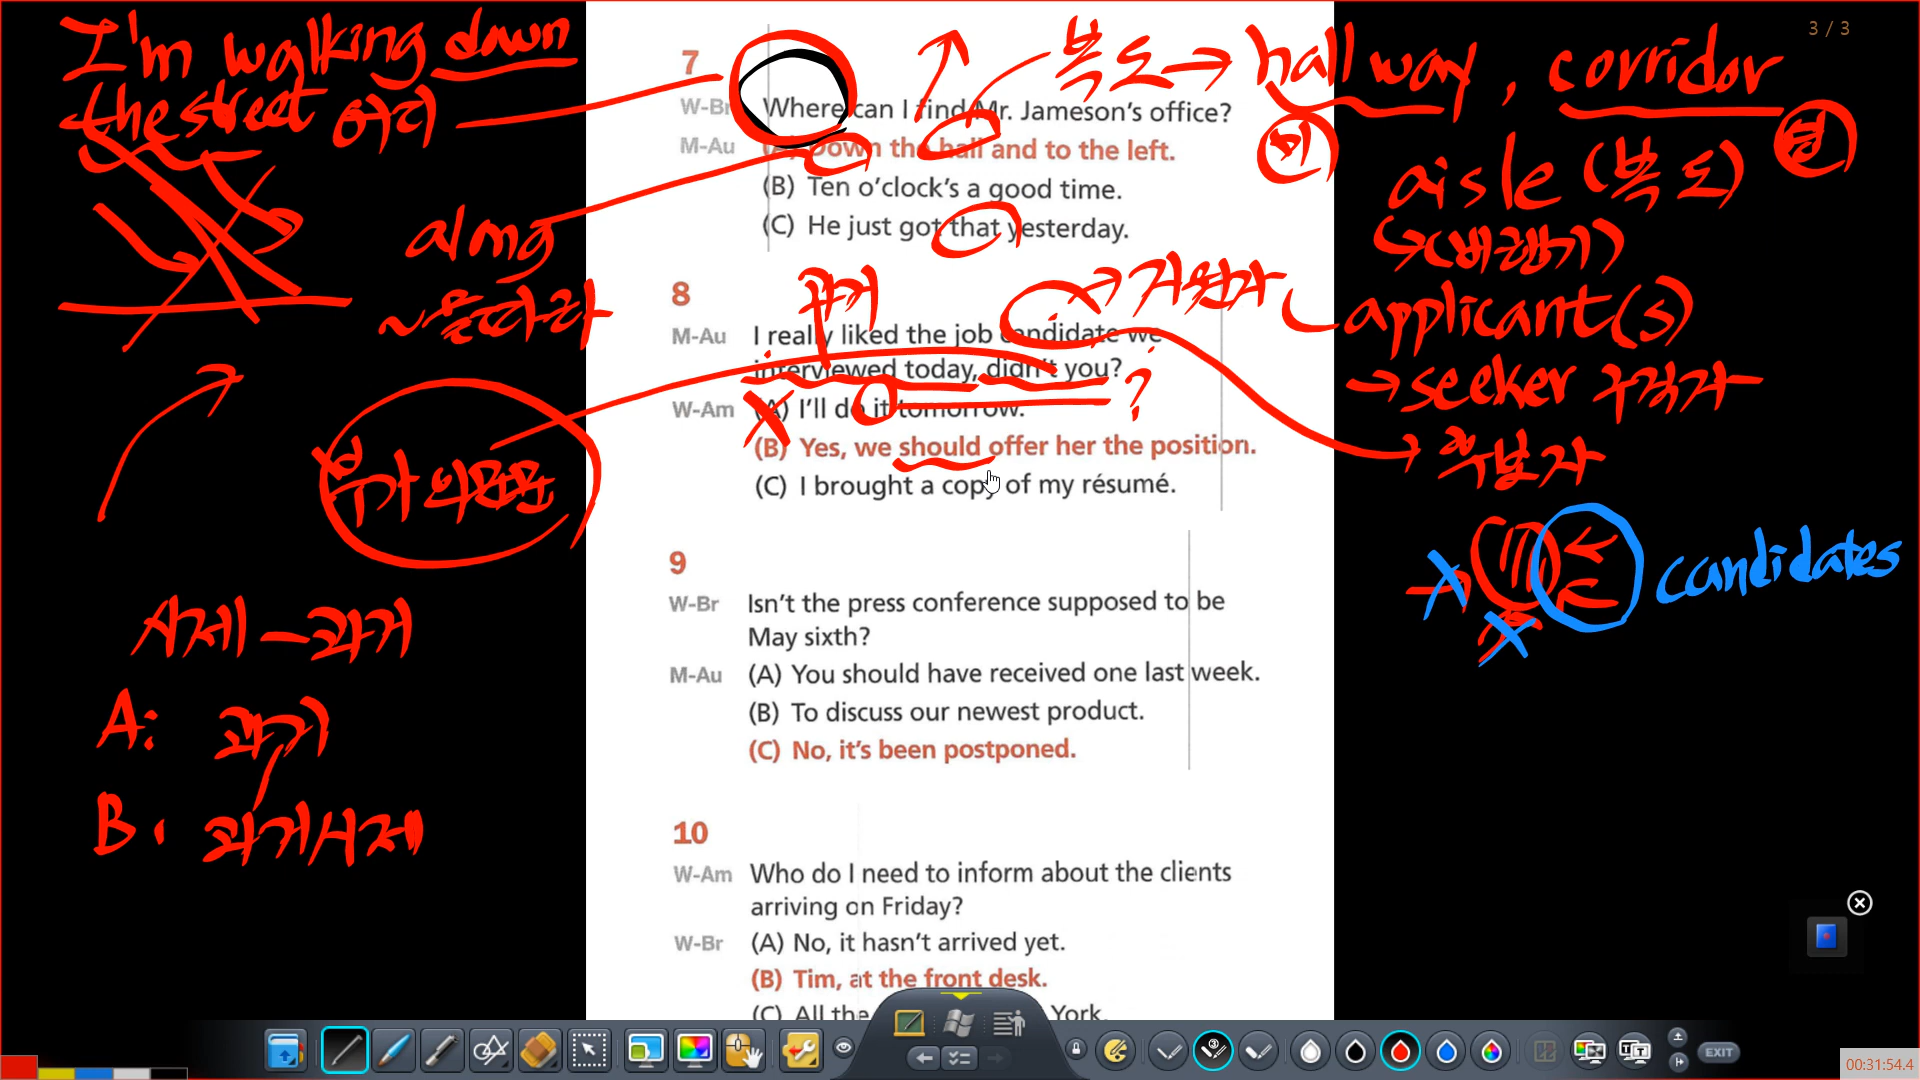 3 / 3
I'm walking down
the street 어디
along
~을따라
부가 의문문
시제 - 과거
A: 과거
B: 과거시제
7
W-Br Where can I find Mr. Jameson's office?
M-Au (A) Down the hall and to the left.
(B) Ten o'clock's a good time.
(C) He just got that yesterday.
8
M-Au I really liked the job candidate we
interviewed today, didn't you?
W-Am (A) I'll do it tomorrow.
(B) Yes, we should offer her the position.
(C) I brought a copy of my résumé.
9
W-Br Isn't the press conference supposed to be
May sixth?
M-Au (A) You should have received one last week.
(B) To discuss our newest product.
(C) No, it's been postponed.
10
W-Am Who do I need to inform about the clients
arriving on Friday?
W-Br (A) No, it hasn't arrived yet.
(B) Tim, at the front desk.
(C) All the York.
과거
?
복도 → hallway, corridor
미
영
aisle (복도)
(비행기)
지원자
applicant(s)
→ seeker 구직자
→ 후보자
candidates
EXIT
00:31:54.4